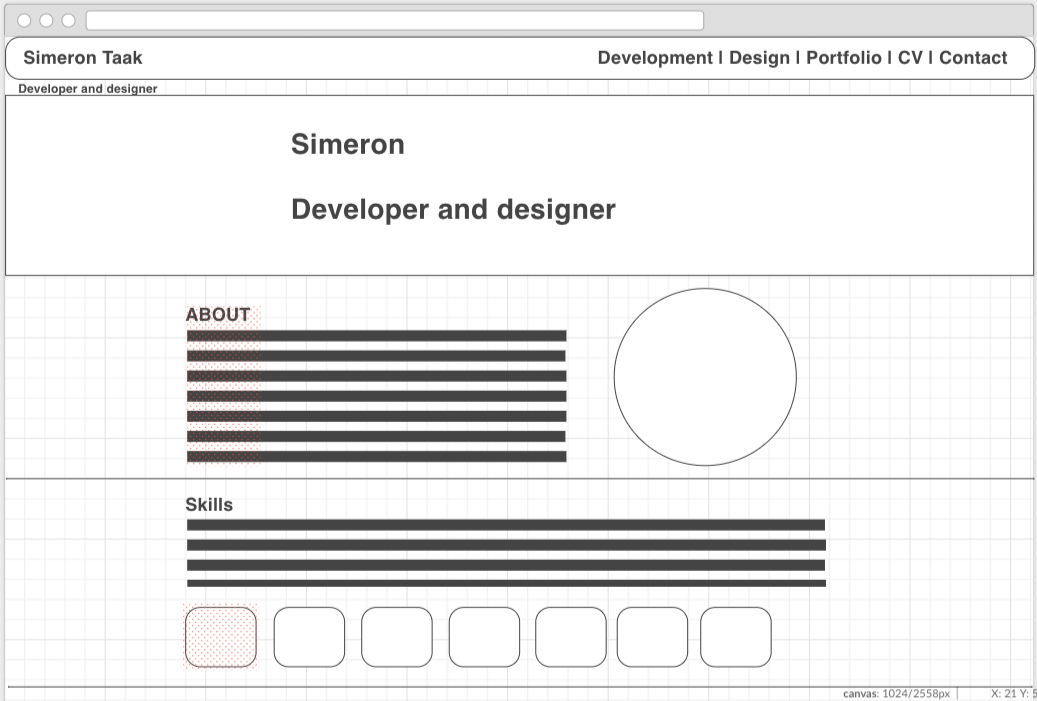 Simeron Taak
Development | Design | Portfolio | CV | Contact
Developer and designer
Simeron
Developer and designer
ABOUT
Skills
canvas: 1024/2558px
X: 21 Y: 5